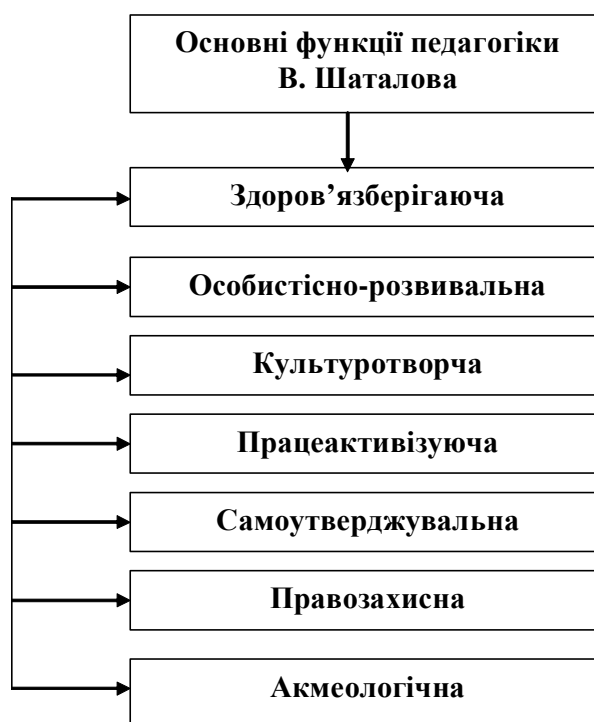 Основні функції педагогіки
В. Шаталова
Здоров’язберігаюча
Особистісно-розвивальна
Культуротворча
Працеактивізуюча
Самоутверджувальна
Правозахисна
Акмеологічна